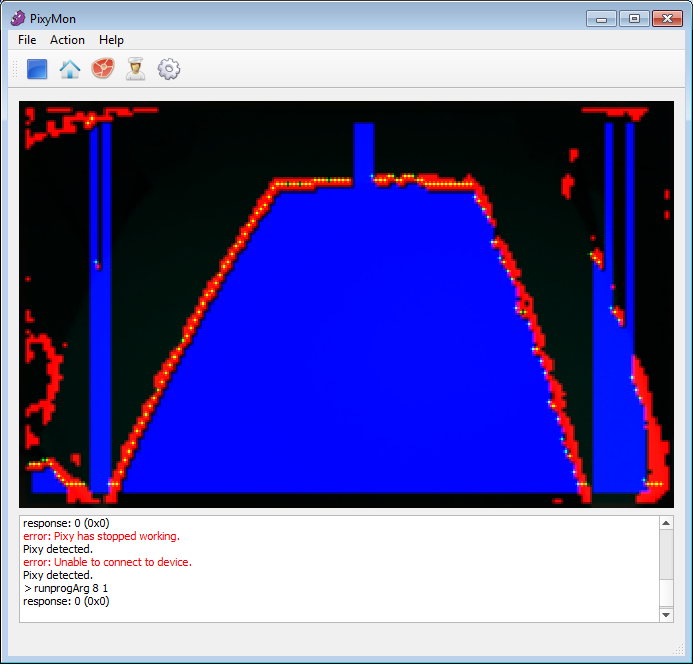 PixyMon
File Action Help
response: 0 (0x0)
error: Pixy has stopped working.
Pixy detected.
error: Unable to connect to device.
Pixy detected.
> runprogArg 8 1
response: 0 (0x0)